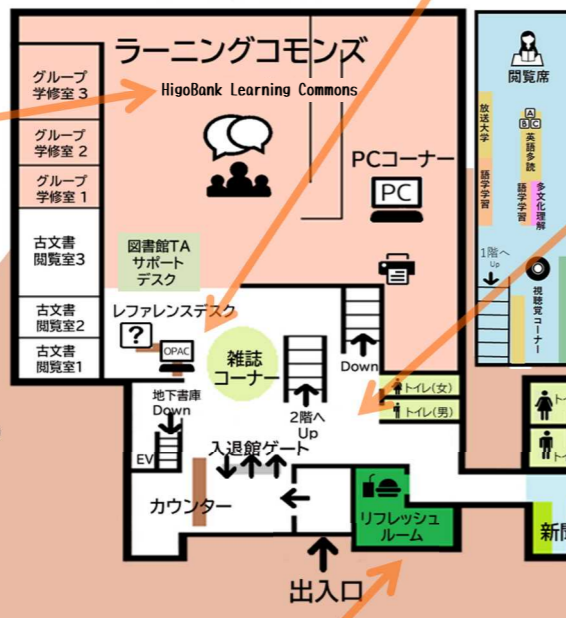 ラーニングコモンズ
HigoBank Learning Commons
グループ
学修室 3
グループ
学修室 2
グループ
学修室 1
古文書
閲覧室3
古文書
閲覧室2
古文書
閲覧室1
PCコーナー
PC
図書館TA
サポート
デスク
レファレンスデスク
?
OPAC
雑誌
コーナー
地下書庫
Down
EV
2階へ
Up
Down
トイレ(女)
トイレ(男)
入退館ゲート
カウンター
リフレッシュ
ルーム
出入口
閲覧席
放送大学
語学学習
A
B C
英語多読
語学学習
多文化理解
1階へ
Up
視聴覚コーナー